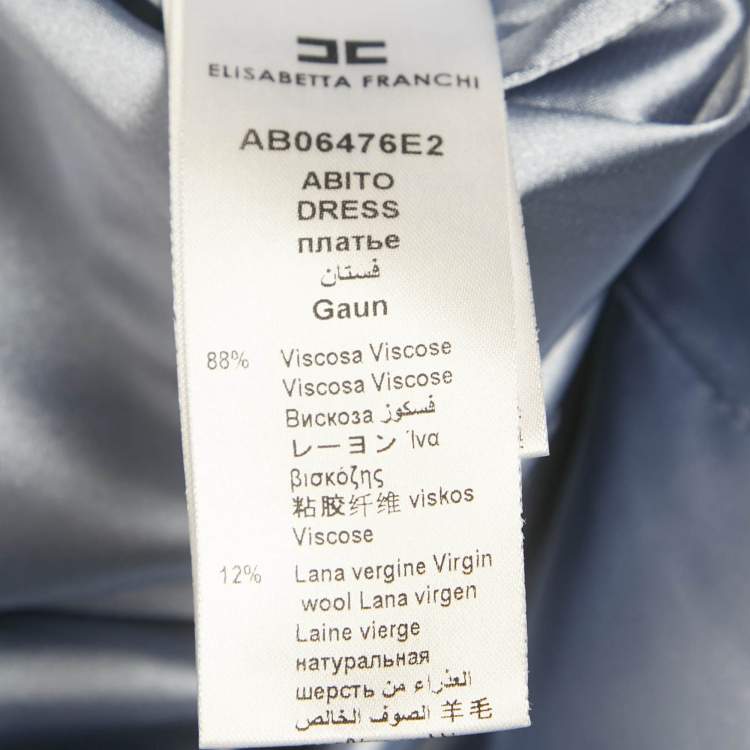 ELISABETTA FRANCHI
AB06476E2
ABITO
DRESS
платье
فستان
Gaun
88% Viscosa Viscose
Viscosa Viscose
Вискоза فسكوز
レーヨン Ίνα
βισκόζης
粘胶纤维 viskos
Viscose
12% Lana vergine Virgin
wool Lana virgen
Laine vierge
натуральная
шерсть العذراء من
الصوف الخالص 羊毛